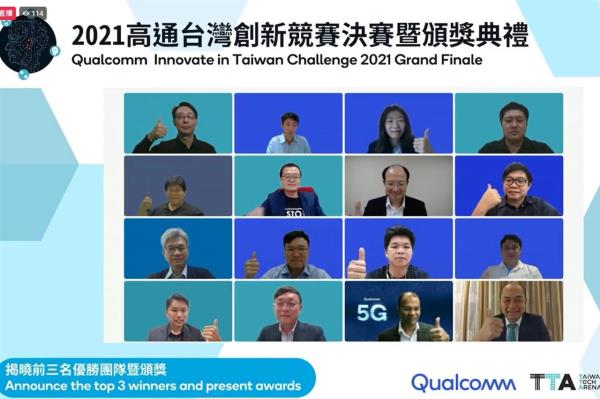 直播 114
2021高通台灣創新競賽決賽暨頒獎典禮
Qualcomm Innovate in Taiwan Challenge 2021 Grand Finale
STO
Qualcomm
5G
揭曉前三名優勝團隊暨頒獎
Announce the top 3 winners and present awards
Qualcomm
TTA
TAIWAN
TECH
ARENA